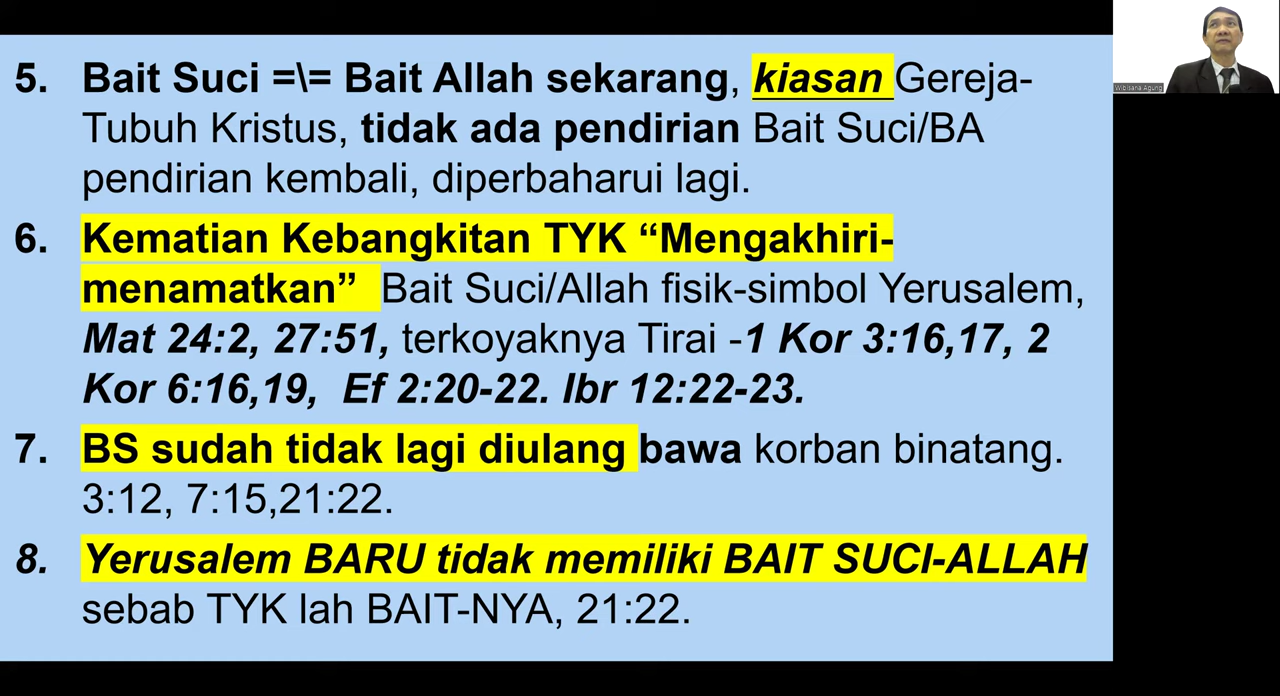 5. Bait Suci =\= Bait Allah sekarang, kiasan Gereja-
Tubuh Kristus, tidak ada pendirian Bait Suci/BA
pendirian kembali, diperbaharui lagi.
6. Kematian Kebangkitan TYK “Mengakhiri-
menamatkan” Bait Suci/Allah fisik-simbol Yerusalem,
Mat 24:2, 27:51, terkoyaknya Tirai -1 Kor 3:16,17, 2
Kor 6:16,19, Ef 2:20-22. Ibr 12:22-23.
7. BS sudah tidak lagi diulang bawa korban binatang.
3:12, 7:15,21:22.
8. Yerusalem BARU tidak memiliki BAIT SUCI-ALLAH
sebab TYK lah BAIT-NYA, 21:22.
Wibisana Agung